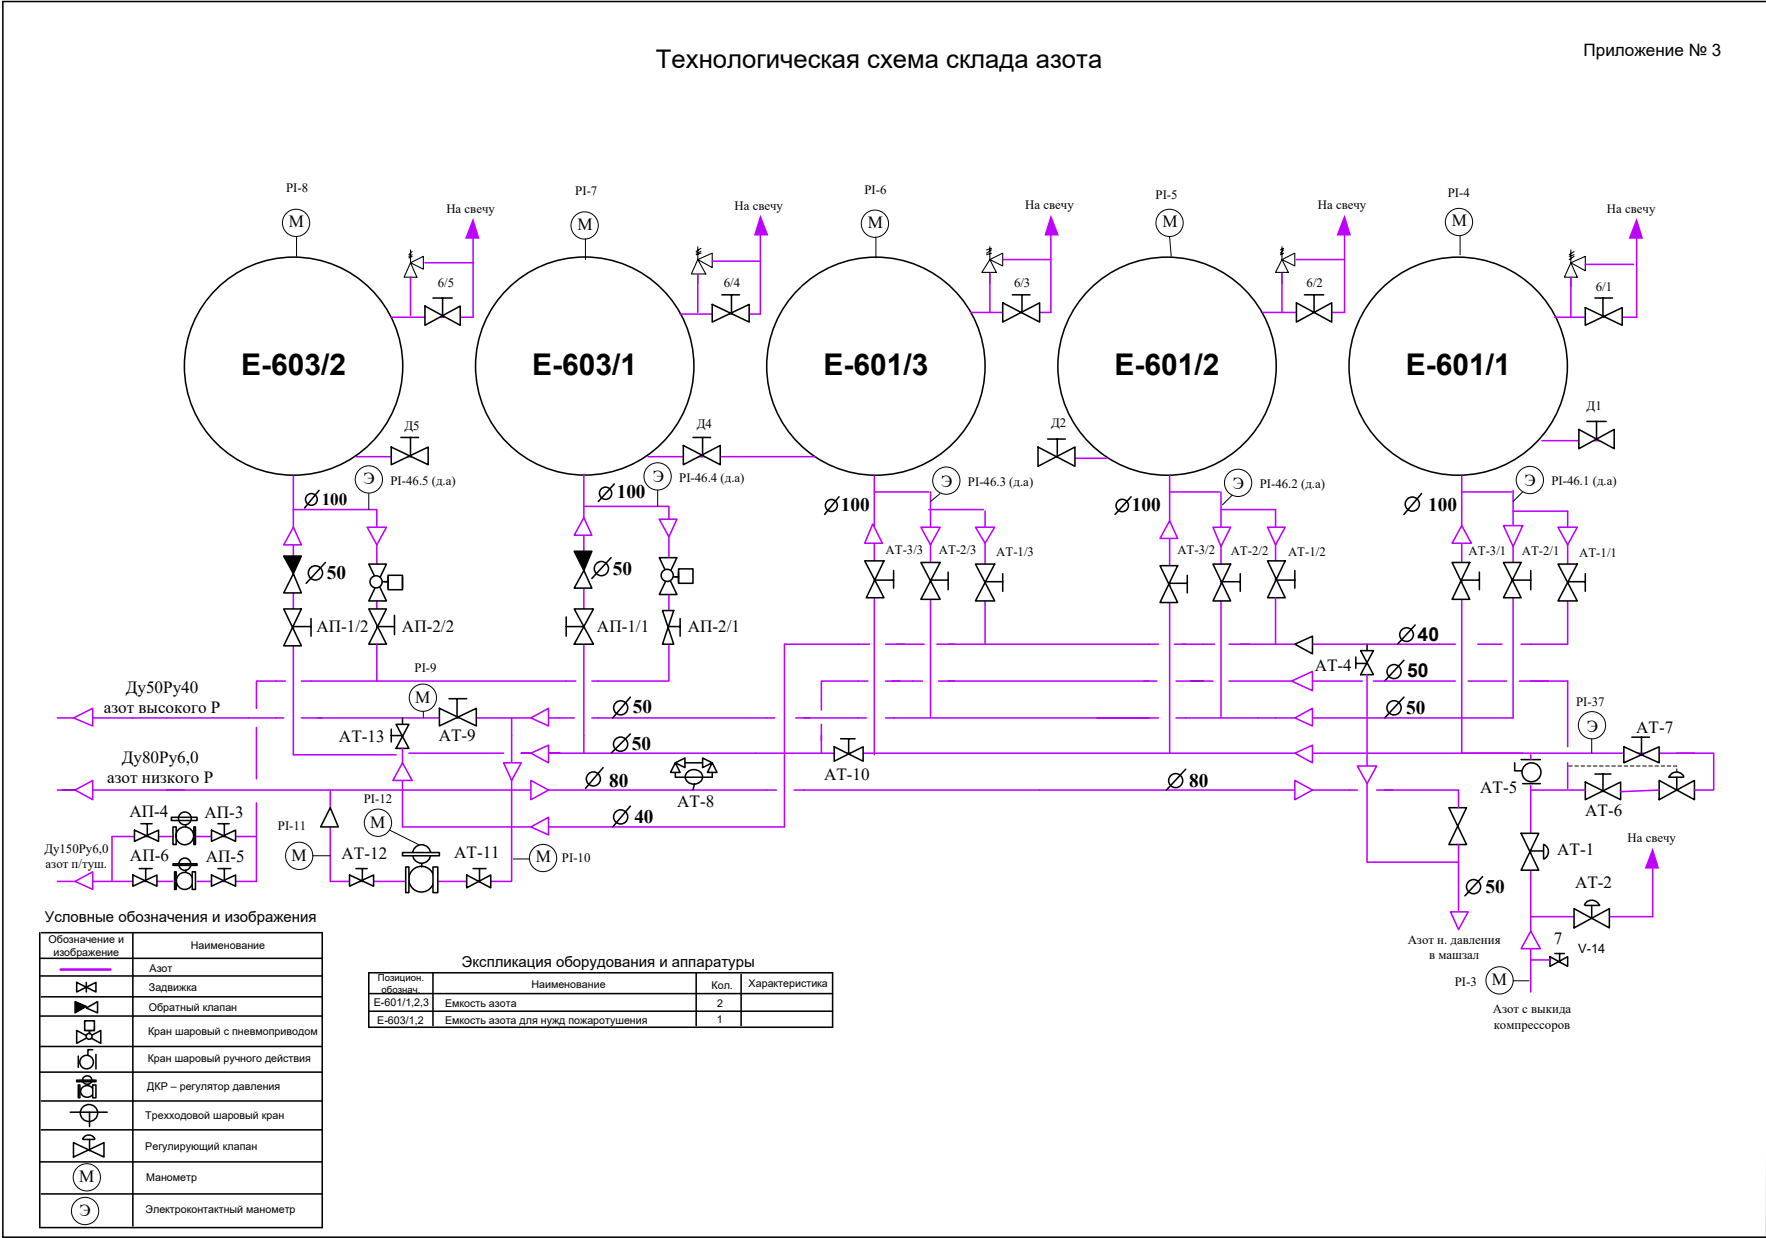 Технологическая схема склада азота
Приложение № 3
PI-8
PI-7
PI-6
PI-5
PI-4
М
М
М
М
М
На свечу
На свечу
На свечу
На свечу
На свечу
6/5
6/4
6/3
6/2
6/1
Е-603/2
Е-603/1
Е-601/3
Е-601/2
Е-601/1
Д5
Д4
Д2
Д1
Э
PI-46.5 (д.а)
Э
PI-46.4 (д.а)
Э
PI-46.3 (д.а)
Э
PI-46.2 (д.а)
Э
PI-46.1 (д.а)
Ø100
Ø100
Ø100
Ø100
Ø 100
АТ-3/3
АТ-2/3
АТ-1/3
АТ-3/2
АТ-2/2
АТ-1/2
АТ-3/1
АТ-2/1
АТ-1/1
Ø50
Ø50
АП-1/2
АП-2/2
АП-1/1
АП-2/1
Ø40
АТ-4
Ø50
PI-9
М
Ду50Ру40
азот высокого Р
Ø50
Ø50
PI-37
Э
АТ-13
АТ-9
Ø50
АТ-10
АТ-7
Ду80Ру6,0
азот низкого Р
Ø 80
АТ-8
Ø 80
АТ-5
АТ-6
АП-4
АП-3
PI-12
М
Ø 40
PI-11
М
Ду150Ру6,0
азот п/туш.
АП-6
АП-5
АТ-12
АТ-11
М
PI-10
АТ-1
На свечу
Ø50
АТ-2
V-14
Азот н. давления
в машзал
7
PI-3
М
Азот с выкида
компрессоров
Условные обозначения и изображения
Обозначение и
изображение
Наименование
Азот
Задвижка
Обратный клапан
Кран шаровый с пневмоприводом
Кран шаровый ручного действия
ДКР – регулятор давления
Трехходовой шаровый кран
Регулирующий клапан
М
Манометр
Э
Электроконтактный манометр
Экспликация оборудования и аппаратуры
Позицион.
обознач.
Наименование
Кол.
Характеристика
Е-601/1,2,3
Емкость азота
2
Е-603/1,2
Емкость азота для нужд пожаротушения
1